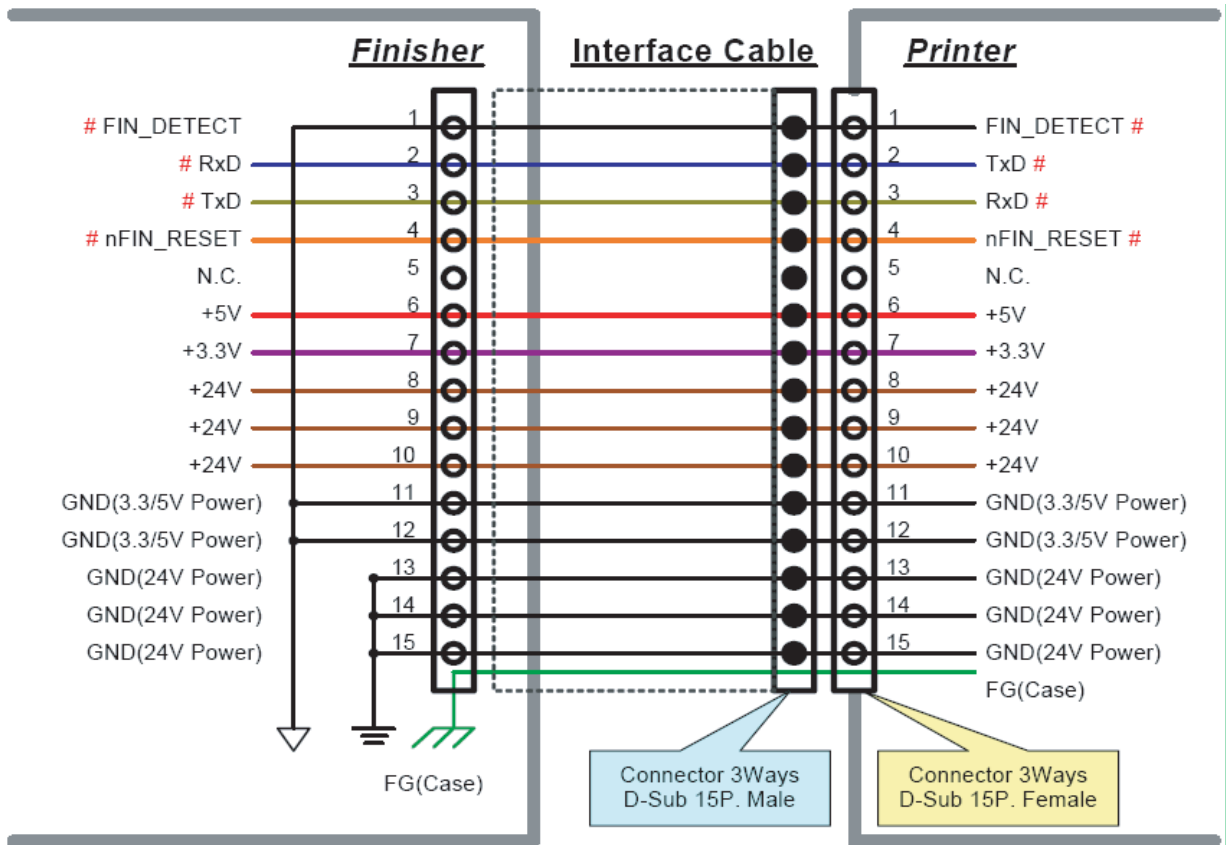 Finisher Interface Cable Printer
# FIN_DETECT 1 1 FIN_DETECT #
# RxD 2 2 TxD #
# TxD 3 3 RxD #
# nFIN_RESET 4 4 nFIN_RESET #
N.C. 5 5 N.C.
+5V 6 6 +5V
+3.3V 7 7 +3.3V
+24V 8 8 +24V
+24V 9 9 +24V
+24V 10 10 +24V
GND(3.3/5V Power) 11 11 GND(3.3/5V Power)
GND(3.3/5V Power) 12 12 GND(3.3/5V Power)
GND(24V Power) 13 13 GND(24V Power)
GND(24V Power) 14 14 GND(24V Power)
GND(24V Power) 15 15 GND(24V Power)
FG(Case)
FG(Case)
Connector 3Ways
D-Sub 15P. Male
Connector 3Ways
D-Sub 15P. Female